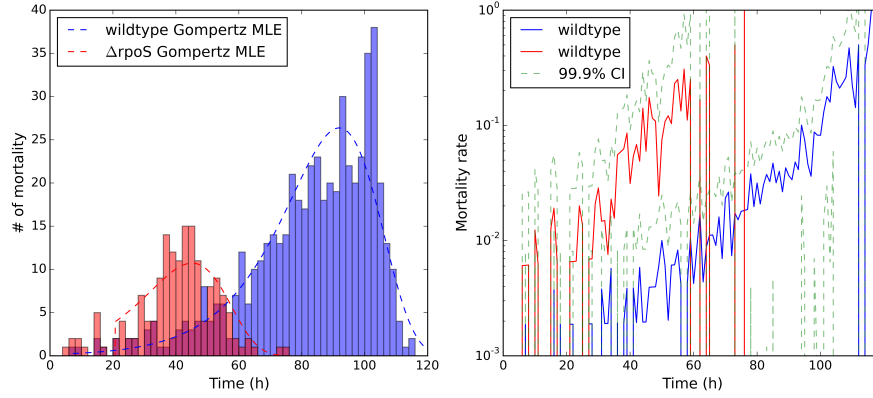 40
35
30
25
20
15
10
5
0
# of mortality
wildtype Gompertz MLE
ΔrpoS Gompertz MLE
0 20 40 60 80 100 120
Time (h)
10^0
10^-1
10^-2
10^-3
Mortality rate
wildtype
wildtype
99.9% CI
0 20 40 60 80 100
Time (h)